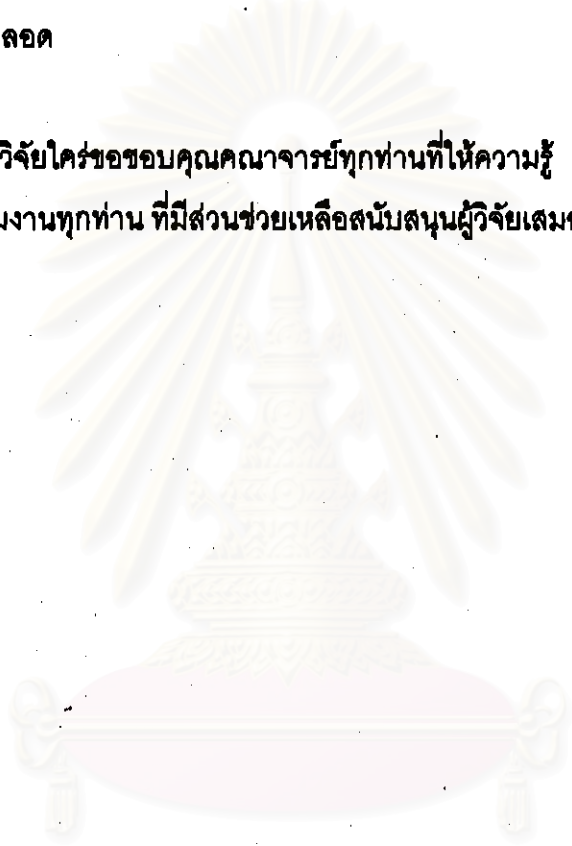 ลอด
วิจัยใคร่ขอขอบคุณคณาจารย์ทุกท่านที่ให้ความรู้
มงานทุกท่าน ที่มีส่วนช่วยเหลือสนับสนุนผู้วิจัยเสมข